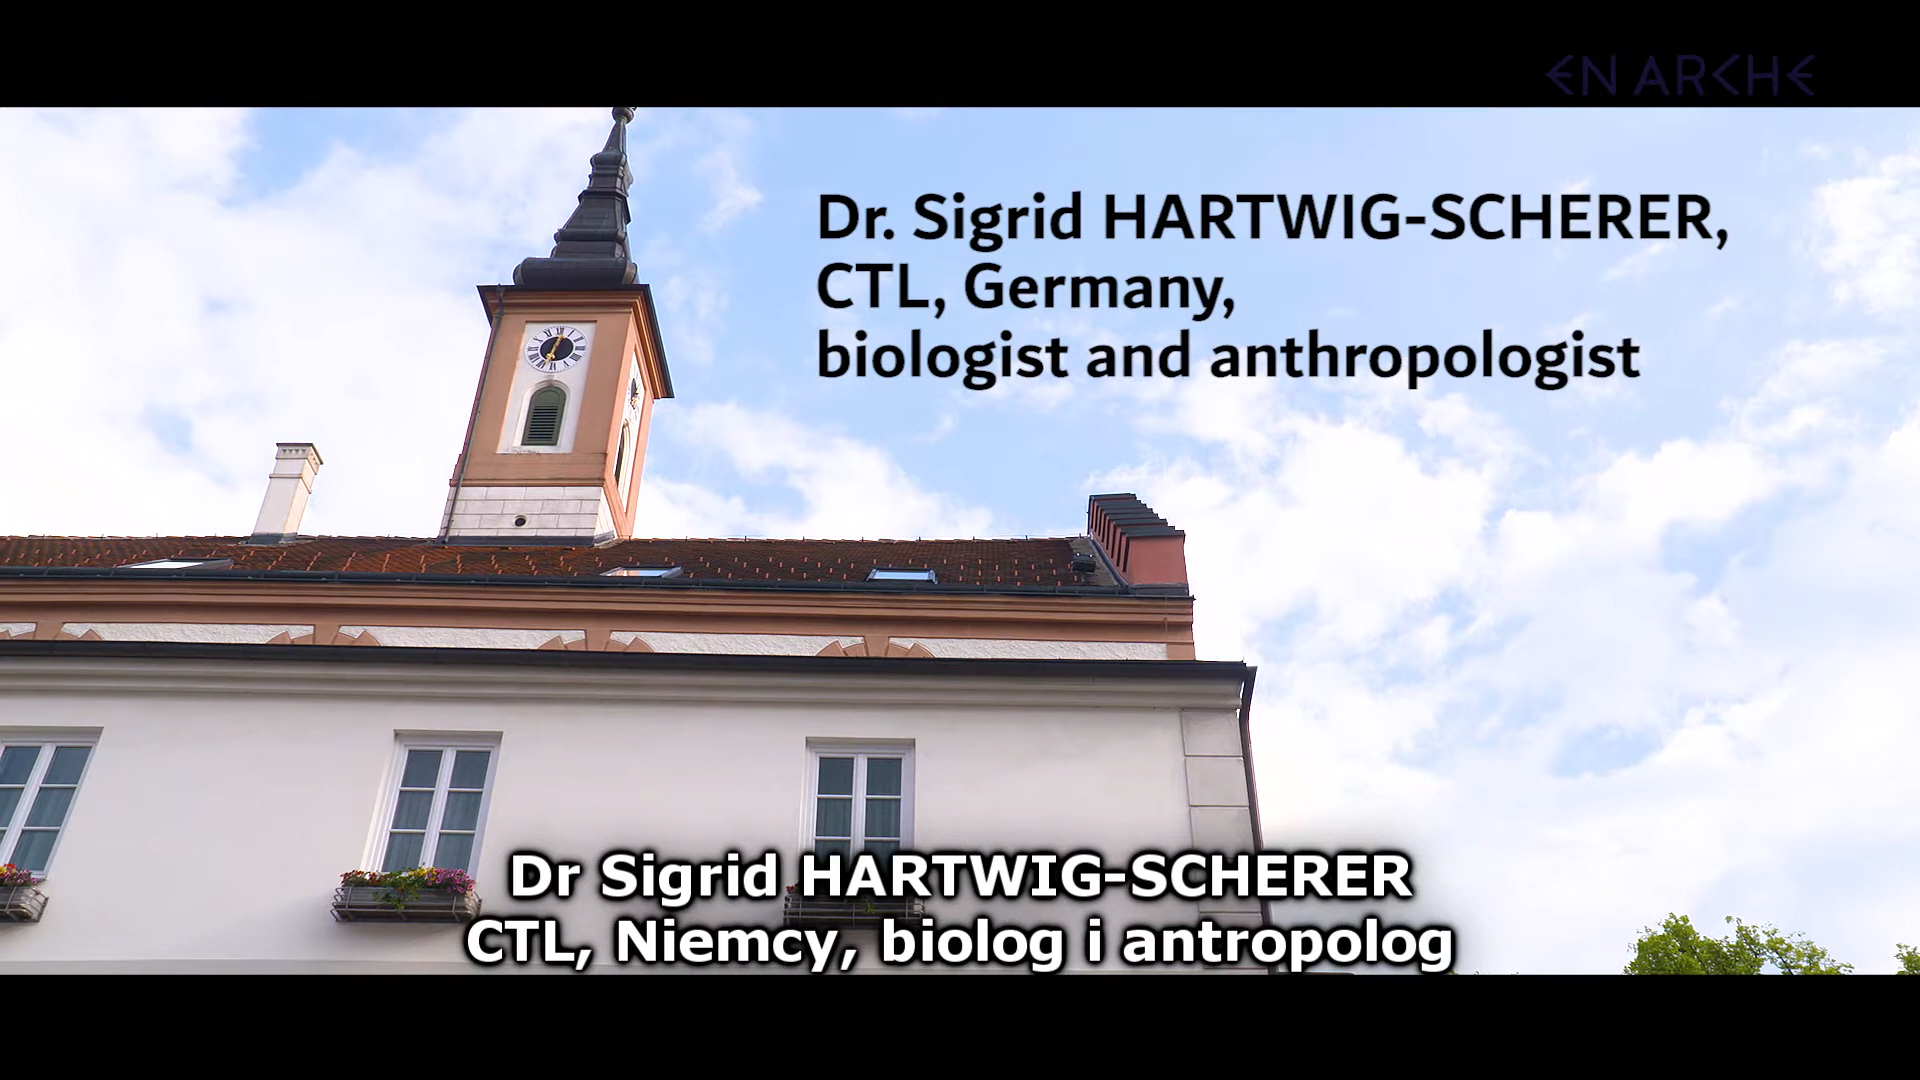 EN ARCHE
Dr. Sigrid HARTWIG-SCHERER,
CTL, Germany,
biologist and anthropologist
Dr Sigrid HARTWIG-SCHERER
CTL, Niemcy, biolog i antropolog